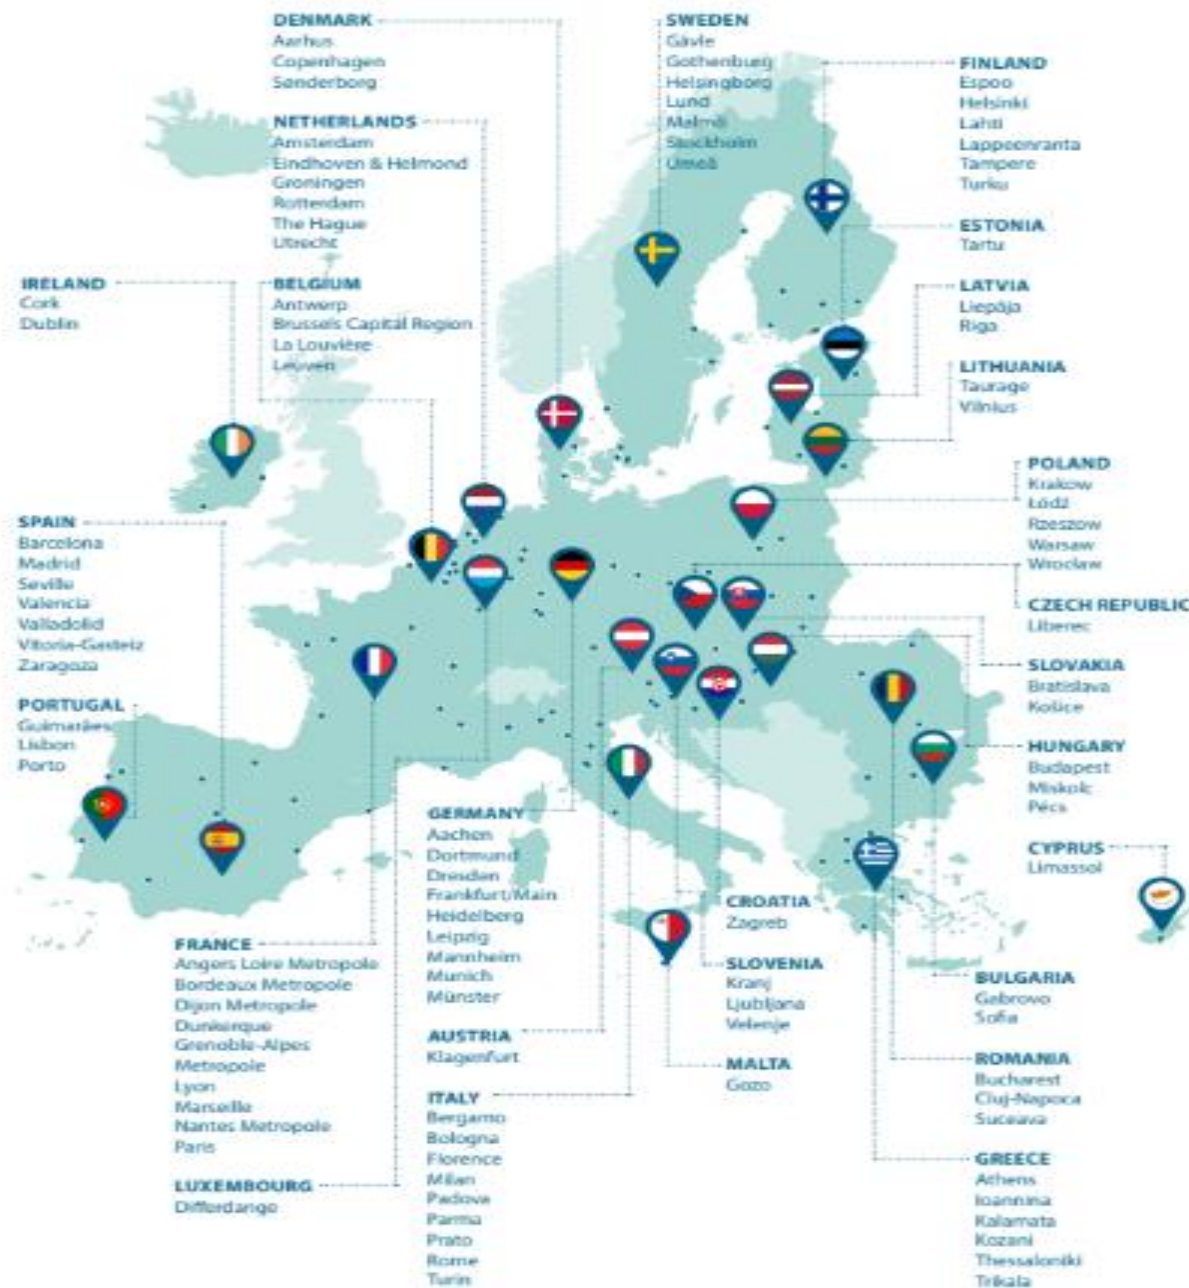 DENMARK
Aarhus
Copenhagen
Sønderborg
NETHERLANDS
Amsterdam
Eindhoven & Helmond
Groningen
Rotterdam
The Hague
Utrecht
SWEDEN
Gävle
Gothenburg
Helsingborg
Lund
Malmö
Stockholm
Umeå
FINLAND
Espoo
Helsinki
Lahti
Lappeenranta
Tampere
Turku
ESTONIA
Tartu
IRELAND
Cork
Dublin
BELGIUM
Antwerp
Brussels Capital Region
La Louvière
Leuven
LATVIA
Liepāja
Riga
LITHUANIA
Taurage
Vilnius
POLAND
Krakow
Łódź
Rzeszow
Warsaw
Wrocław
SPAIN
Barcelona
Madrid
Seville
Valencia
Valladolid
Vitoria-Gasteiz
Zaragoza
CZECH REPUBLIC
Liberec
SLOVAKIA
Bratislava
Košice
PORTUGAL
Guimarães
Lisbon
Porto
HUNGARY
Budapest
Miskolc
Pécs
GERMANY
Aachen
Dortmund
Dresden
Frankfurt/Main
Heidelberg
Leipzig
Mannheim
Munich
Münster
CYPRUS
Limassol
CROATIA
Zagreb
FRANCE
Angers Loire Metropole
Bordeaux Metropole
Dijon Metropole
Dunkerque
Grenoble-Alpes
Metropole
Lyon
Marseille
Nantes Metropole
Paris
SLOVENIA
Kranj
Ljubljana
Velenje
BULGARIA
Gabrovo
Sofia
AUSTRIA
Klagenfurt
MALTA
Gozo
ROMANIA
Bucharest
Cluj-Napoca
Suceava
ITALY
Bergamo
Bologna
Florence
Milan
Padova
Parma
Prato
Rome
Turin
LUXEMBOURG
Differdange
GREECE
Athens
Ioannina
Kalamata
Kozani
Thessaloniki
Trikala